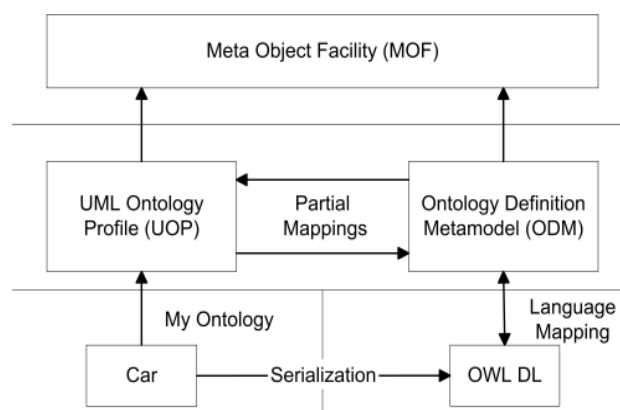 Meta Object Facility (MOF)
UML Ontology
Profile (UOP)
Partial
Mappings
Ontology Definition
Metamodel (ODM)
My Ontology
Language
Mapping
Car
Serialization
OWL DL